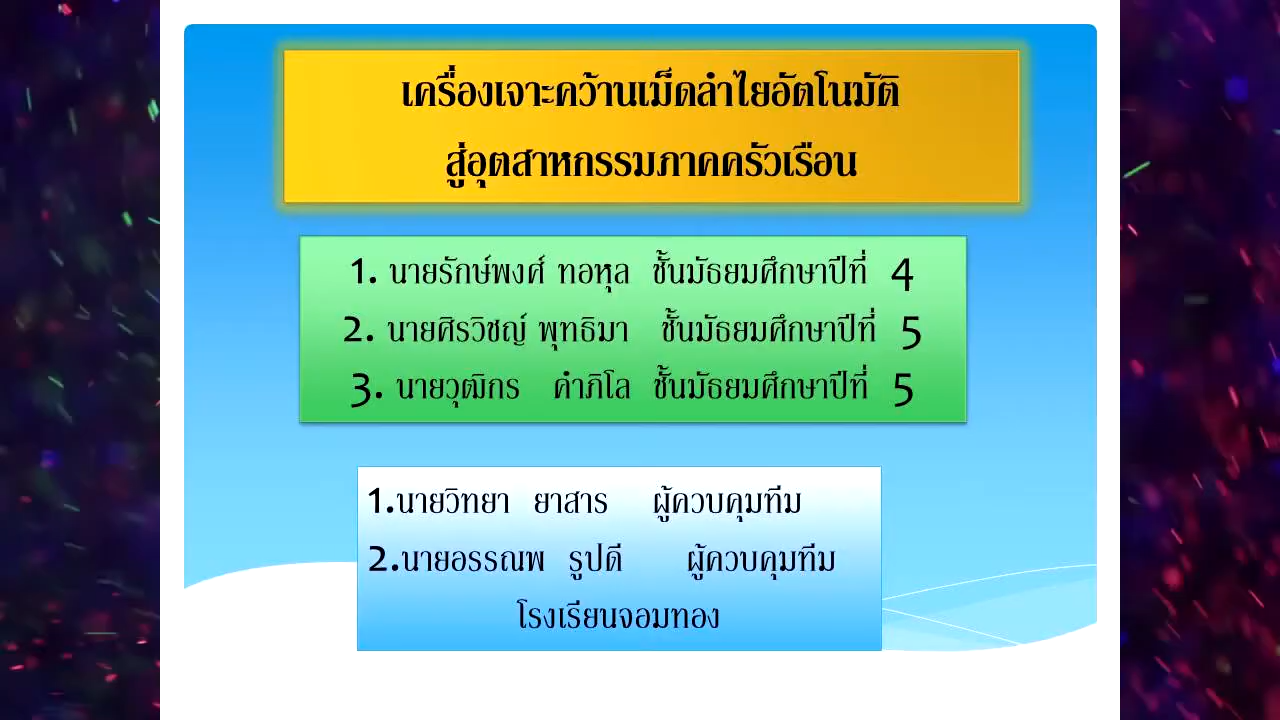 เครื่องเจาะคว้านเม็ดลำไยอัตโนมัติ
สู่อุตสาหกรรมภาคครัวเรือน
1. นายรักษ์พงศ์ ทอหุล ชั้นมัธยมศึกษาปีที่ 4
2. นายศิรวิชญ์ พุทธิมา ชั้นมัธยมศึกษาปีที่ 5
3. นายวุฒิกร คำภิโล ชั้นมัธยมศึกษาปีที่ 5
1.นายวิทยา ยาสาร ผู้ควบคุมทีม
2.นายอรรณพ รูปดี ผู้ควบคุมทีม
โรงเรียนจอมทอง